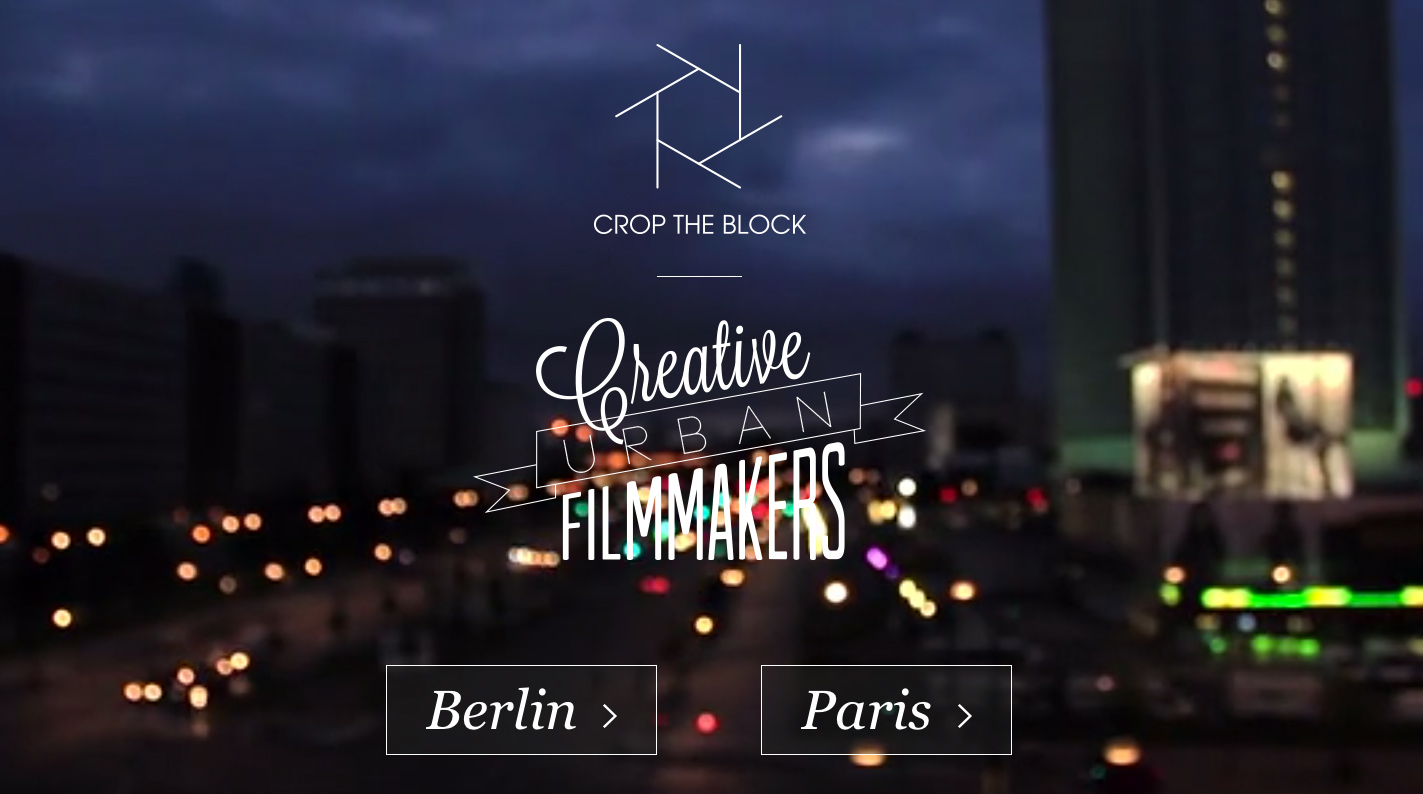 CROP THE BLOCK
Creative
URBAN
FILMMAKERS
Berlin
Paris